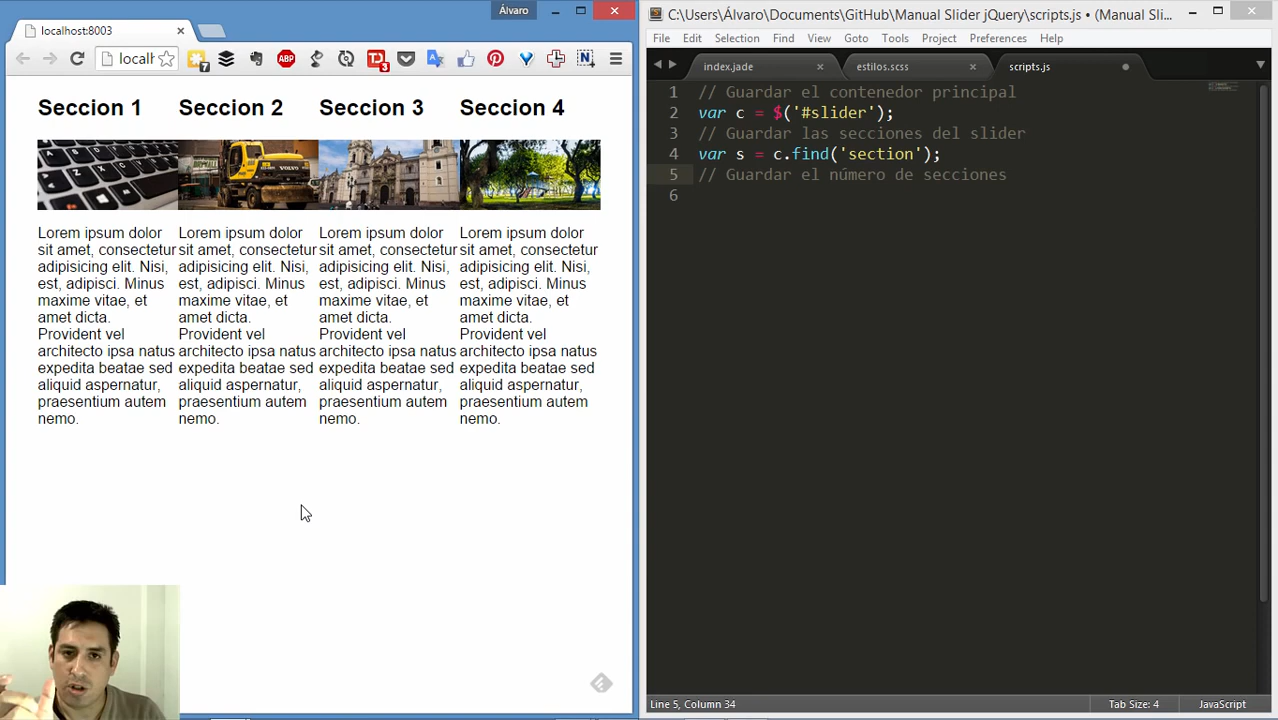 Álvaro
localhost:8003
localh
7
ABP
3
Seccion 1
Lorem ipsum dolor
sit amet, consectetur
adipisicing elit. Nisi,
est, adipisci. Minus
maxime vitae, et
amet dicta.
Provident vel
architecto ipsa natus
expedita beatae sed
aliquid aspernatur,
praesentium autem
nemo.
Seccion 2
VOLVO
Lorem ipsum dolor
sit amet, consectetur
adipisicing elit. Nisi,
est, adipisci. Minus
maxime vitae, et
amet dicta.
Provident vel
architecto ipsa natus
expedita beatae sed
aliquid aspernatur,
praesentium autem
nemo.
Seccion 3
Lorem ipsum dolor
sit amet, consectetur
adipisicing elit. Nisi,
est, adipisci. Minus
maxime vitae, et
amet dicta.
Provident vel
architecto ipsa natus
expedita beatae sed
aliquid aspernatur,
praesentium autem
nemo.
Seccion 4
Lorem ipsum dolor
sit amet, consectetur
adipisicing elit. Nisi,
est, adipisci. Minus
maxime vitae, et
amet dicta.
Provident vel
architecto ipsa natus
expedita beatae sed
aliquid aspernatur,
praesentium autem
nemo.
C:\Users\Álvaro\Documents\GitHub\Manual Slider jQuery\scripts.js • (Manual Sli...
File Edit Selection Find View Goto Tools Project Preferences Help
index.jade estilos.scss scripts.js
1 // Guardar el contenedor principal
2 var c = $('#slider');
3 // Guardar las secciones del slider
4 var s = c.find('section');
5 // Guardar el número de secciones
6
Line 5, Column 34 Tab Size: 4 JavaScript